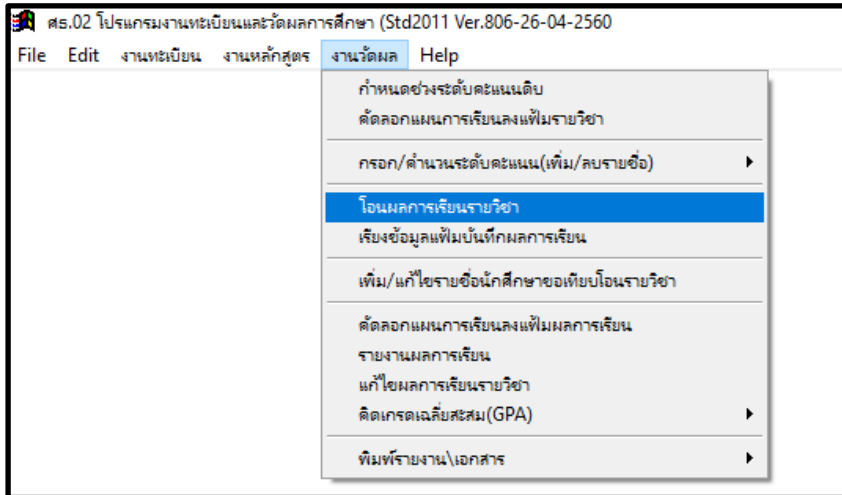 ศธ.02 โปรแกรมงานทะเบียนและวัดผลการศึกษา (Std2011 Ver.806-26-04-2560
File Edit งานทะเบียน งานหลักสูตร งานวัดผล Help
กำหนดช่วงระดับคะแนนดิบ
คัดลอกแผนการเรียนลงแฟ้มรายวิชา
กรอก/คำนวนระดับคะแนน(เพิ่ม/ลบรายชื่อ)
โอนผลการเรียนรายวิชา
เรียงข้อมูลแฟ้มบันทึกผลการเรียน
เพิ่ม/แก้ไขรายชื่อนักศึกษาขอเทียบโอนรายวิชา
คัดลอกแผนการเรียนลงแฟ้มผลการเรียน
รายงานผลการเรียน
แก้ไขผลการเรียนรายวิชา
คิดเกรดเฉลี่ยสะสม(GPA)
พิมพ์รายงาน\เอกสาร